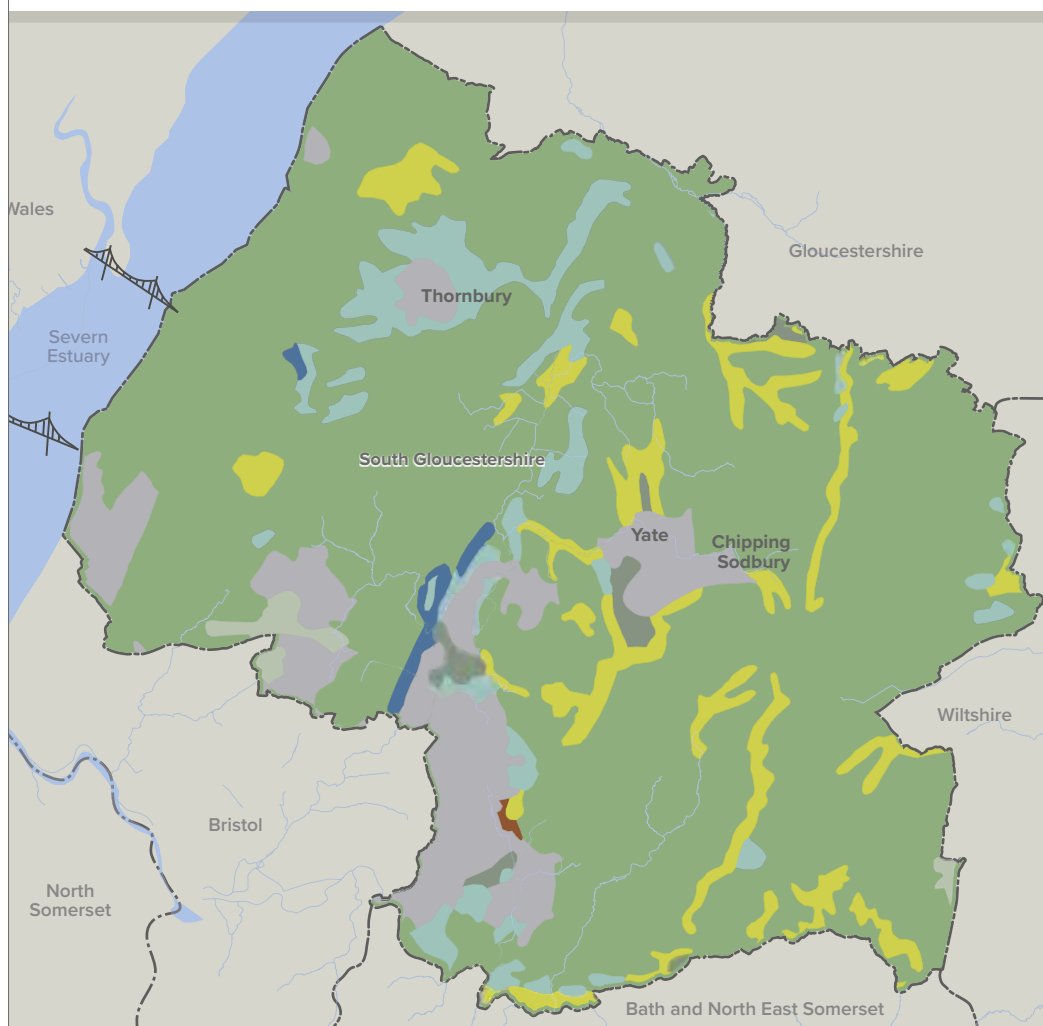 Wales
Gloucestershire
Thornbury
Severn
Estuary
South Gloucestershire
Yate
Chipping
Sodbury
Wiltshire
Bristol
North
Somerset
Bath and North East Somerset